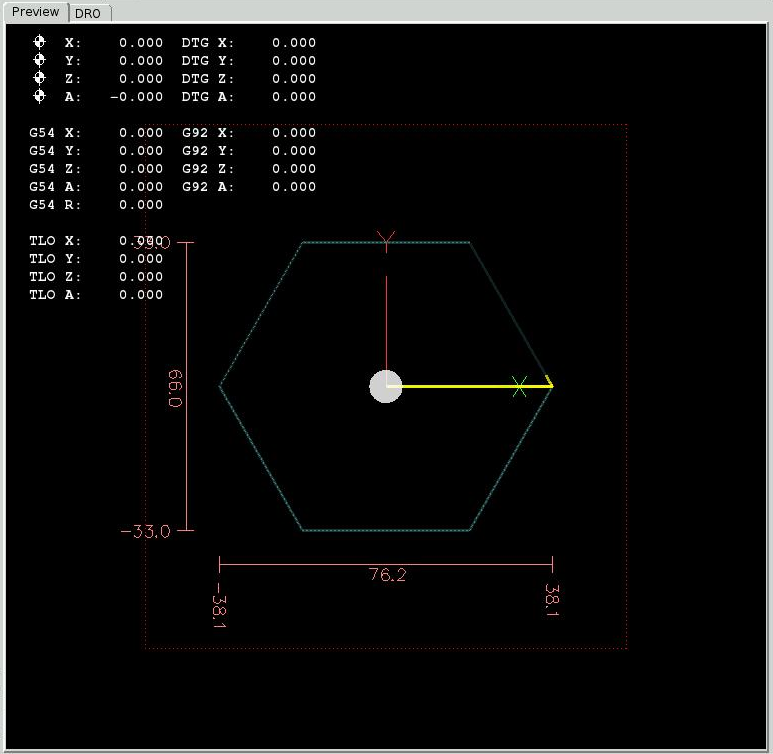 Preview DRO
X: 0.000 DTG X: 0.000
Y: 0.000 DTG Y: 0.000
Z: 0.000 DTG Z: 0.000
A: -0.000 DTG A: 0.000
G54 X: 0.000 G92 X: 0.000
G54 Y: 0.000 G92 Y: 0.000
G54 Z: 0.000 G92 Z: 0.000
G54 A: 0.000 G92 A: 0.000
G54 R: 0.000
TLO X: 0.000
TLO Y: 0.000
TLO Z: 0.000
TLO A: 0.000
Y
66.0
X
-33.0
76.2
-38.1
38.1